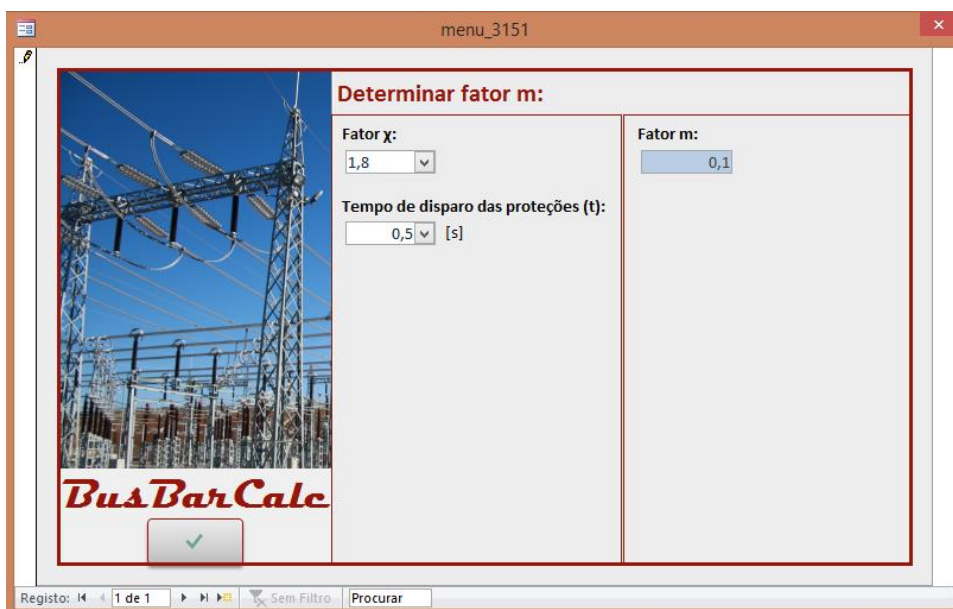 menu_3151
Determinar fator m:
Fator χ:
1,8
Tempo de disparo das proteções (t):
0,5 [s]
Fator m:
0,1
BusBarCalc
Registo: 1 de 1 Sem Filtro Procurar